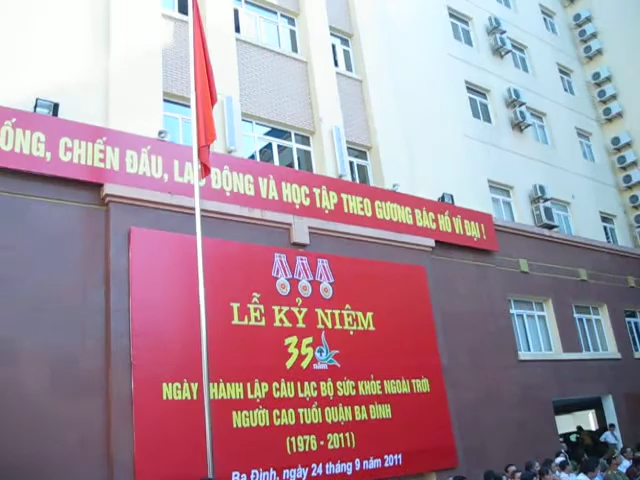 ỐNG, CHIẾN ĐẤU, LAO ĐỘNG VÀ HỌC TẬP THEO GƯƠNG BÁC HỒ VĨ ĐẠI !
LỄ KỶ NIỆM
35
năm
NGÀY THÀNH LẬP CÂU LẠC BỘ SỨC KHỎE NGOÀI TRỜI
NGƯỜI CAO TUỔI QUẬN BA ĐÌNH
(1976 - 2011)
Ba Đình, ngày 24 tháng 9 năm 2011